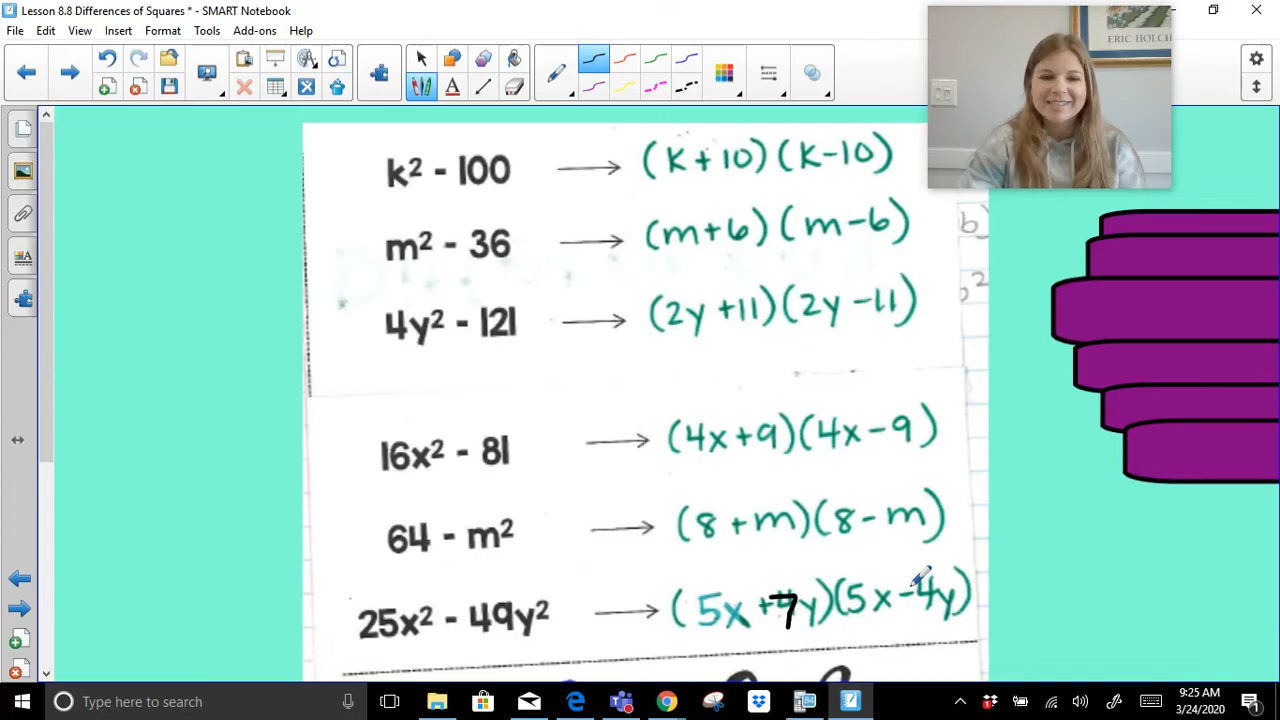 Lesson 8.8 Differences of Squares * - SMART Notebook
File Edit View Insert Format Tools Add-ons Help
ERIC HOLCH
k² - 100 → (k+10)(k-10)
m² - 36 → (m+6)(m-6)
4y² - 121 → (2y+11)(2y-11)
16x² - 81 → (4x+9)(4x-9)
64 - m² → (8+m)(8-m)
25x² - 49y² → (5x+7y)(5x-4y)
Type here to search
3:25 AM
3/24/2020